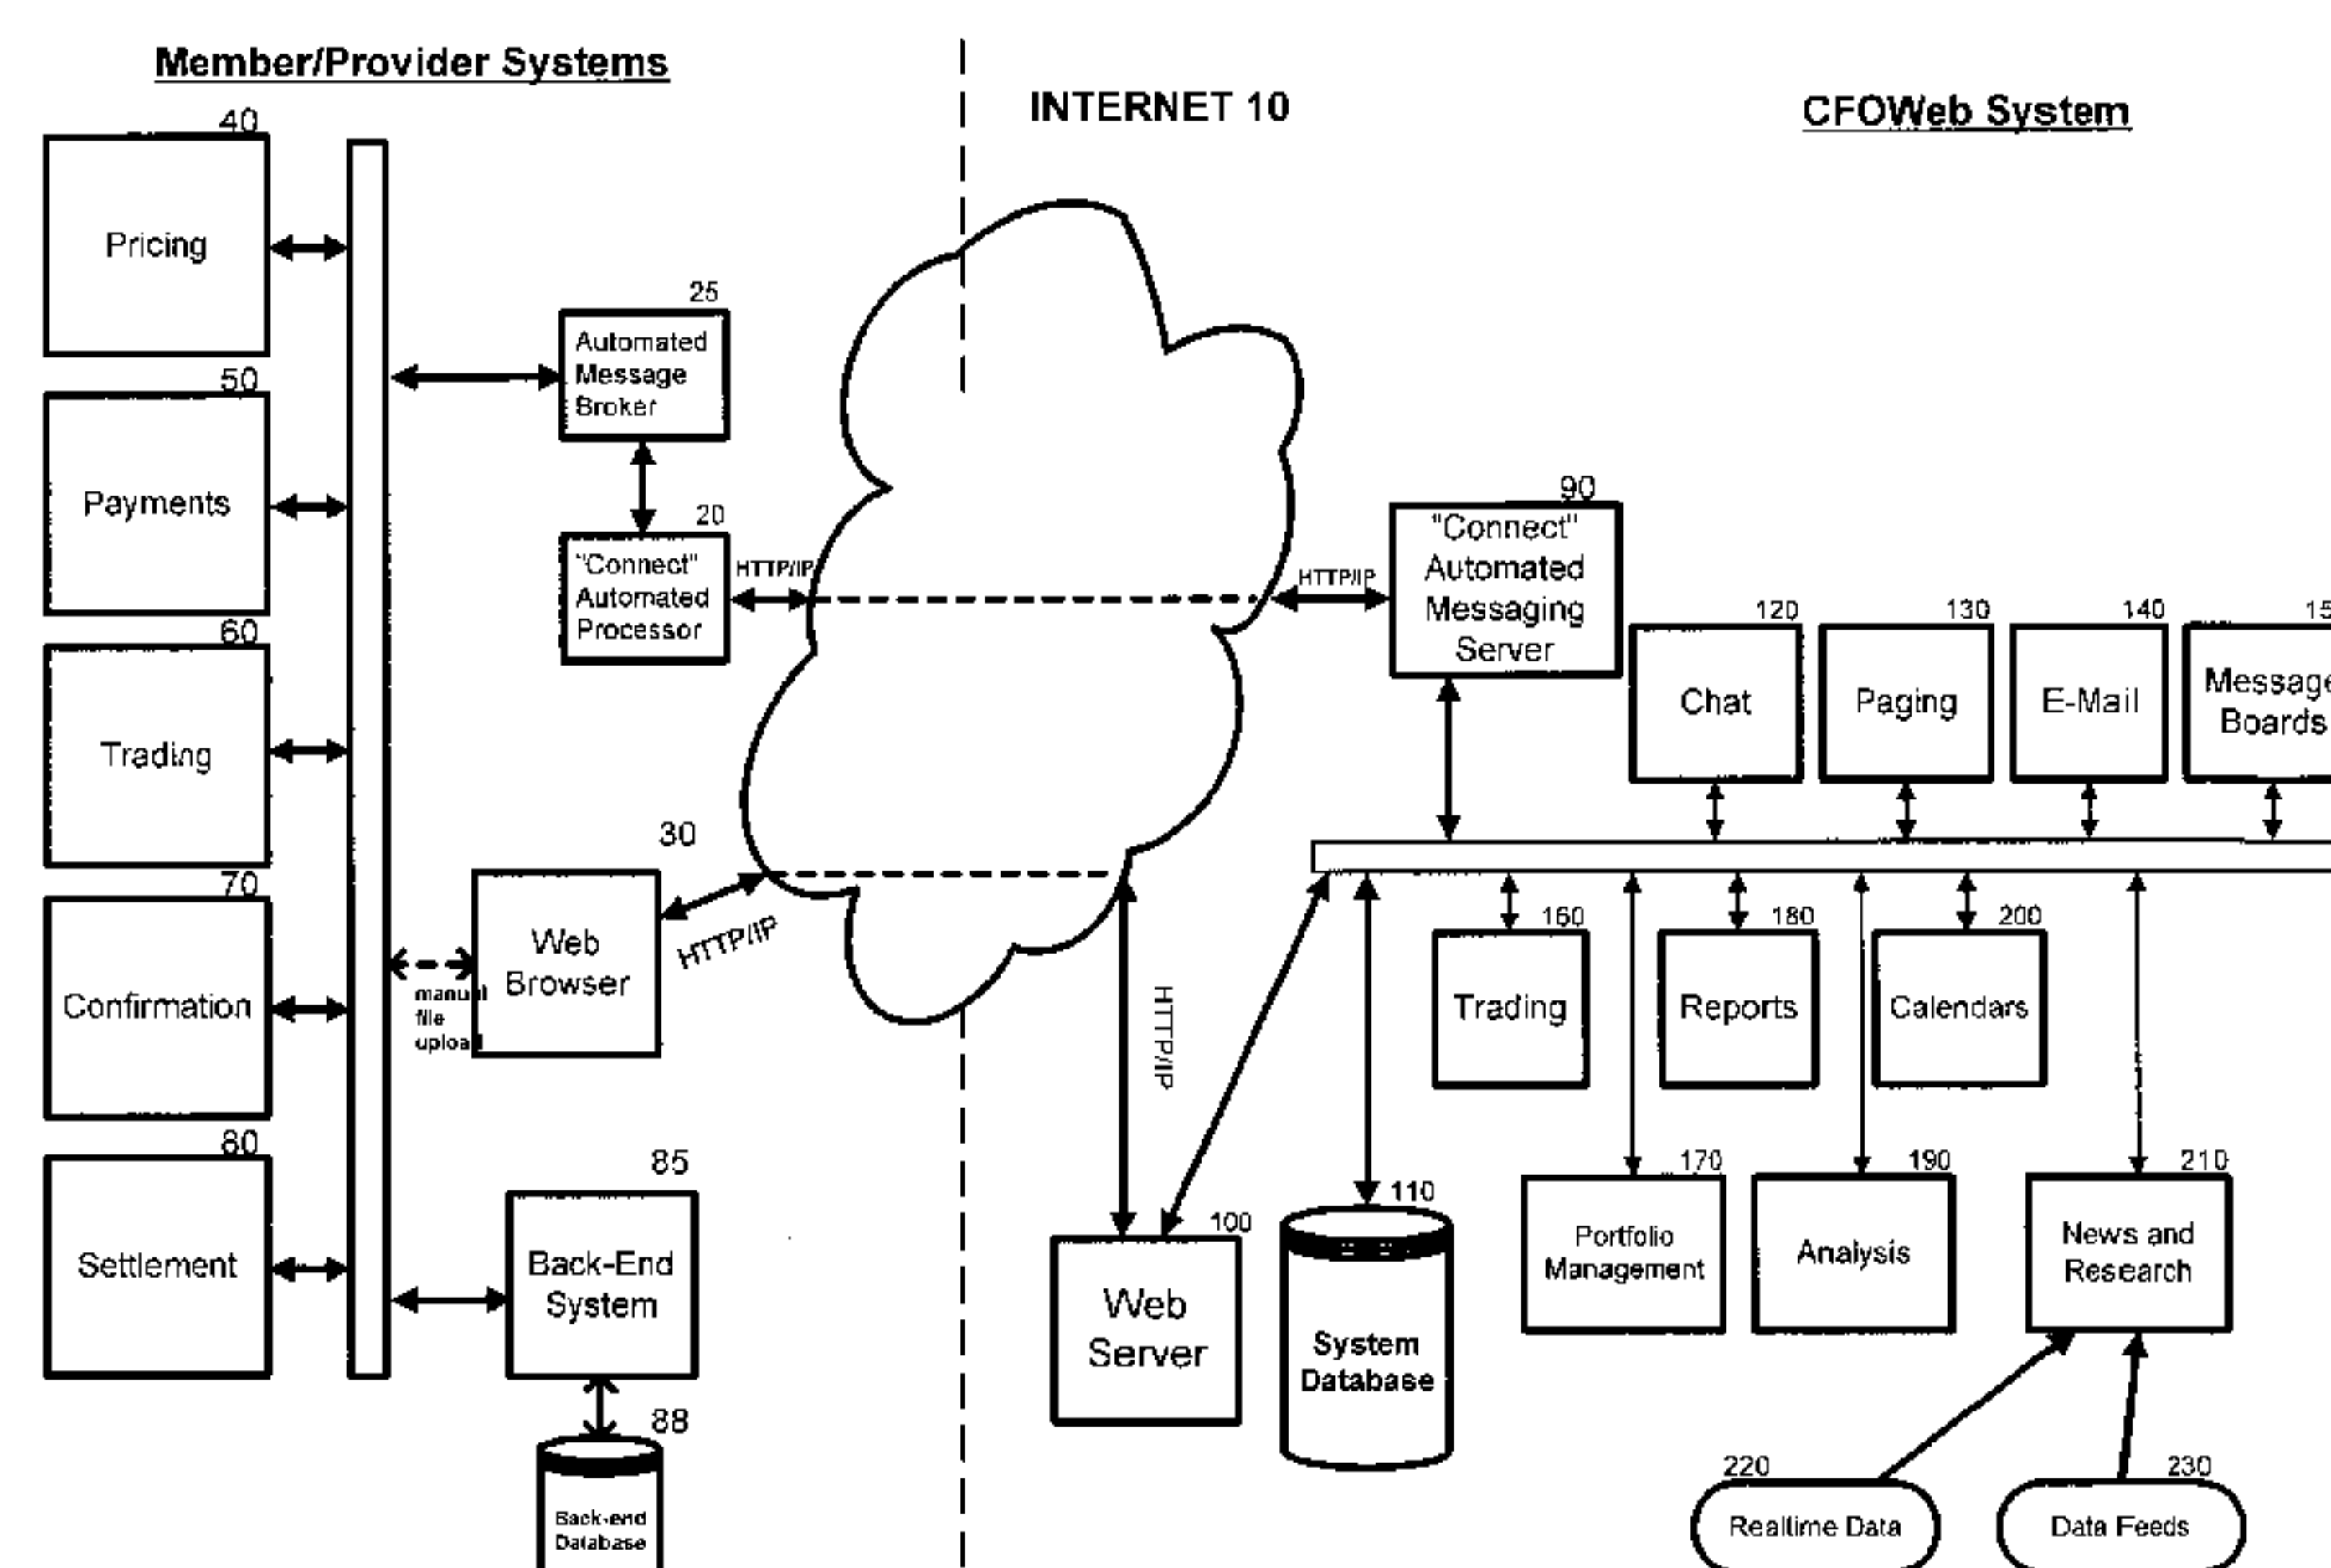 Member/Provider Systems
INTERNET 10
CFOWeb System
40
Pricing
25
Automated
Message
Broker
50
Payments
20
"Connect"
Automated
Processor
HTTP/IP
HTTP/IP
90
"Connect"
Automated
Messaging
Server
60
Trading
120
Chat
130
Paging
140
E-Mail
15
Message
Boards
30
Web
Browser
HTTP/IP
manual
file
upload
70
Confirmation
HTTP/IP
160
Trading
180
Reports
200
Calendars
80
Settlement
85
Back-End
System
88
Back-end
Database
100
Web
Server
110
System
Database
170
Portfolio
Management
190
Analysis
210
News and
Research
220
Realtime Data
230
Data Feeds